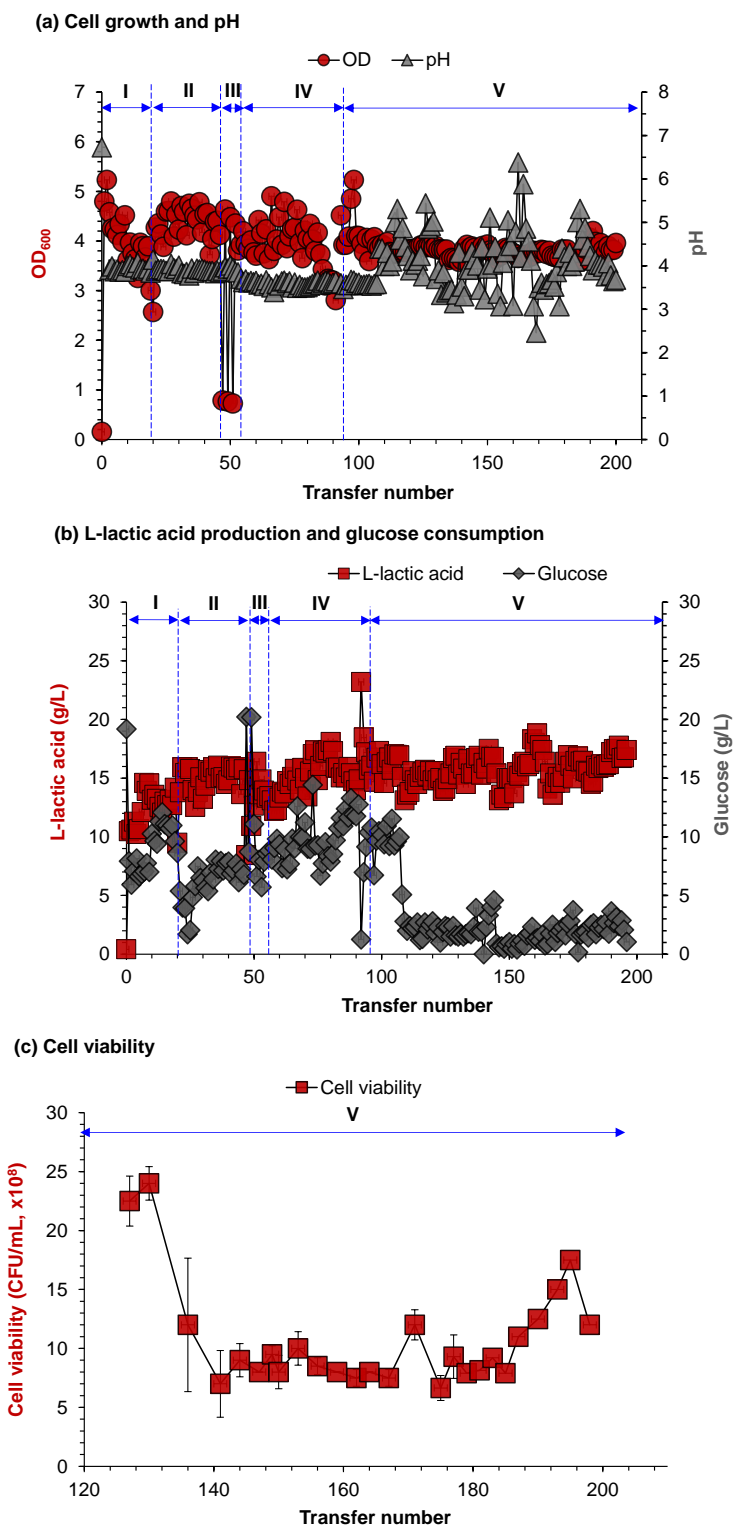 (a) Cell growth and pH
OD pH
I II III IV V
7
6
5
4
3
2
1
0
OD600
8
7
6
5
4
3
2
1
0
pH
0 50 100 150 200
Transfer number
(b) L-lactic acid production and glucose consumption
L-lactic acid Glucose
I II III IV V
30
25
20
15
10
5
0
L-lactic acid (g/L)
30
25
20
15
10
5
0
Glucose (g/L)
0 50 100 150 200
Transfer number
(c) Cell viability
Cell viability
V
30
25
20
15
10
5
0
Cell viability (CFU/mL, x10⁸)
120 140 160 180 200
Transfer number